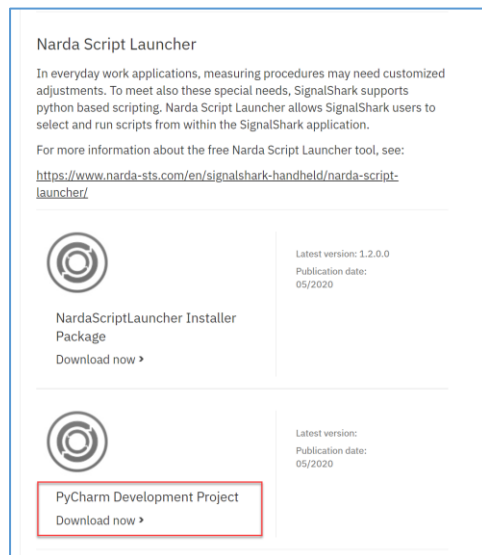 Narda Script Launcher
In everyday work applications, measuring procedures may need customized
adjustments. To meet also these special needs, SignalShark supports
python based scripting. Narda Script Launcher allows SignalShark users to
select and run scripts from within the SignalShark application.
For more information about the free Narda Script Launcher tool, see:
https://www.narda-sts.com/en/signalshark-handheld/narda-script-
launcher/
Latest version: 1.2.0.0
Publication date:
05/2020
NardaScriptLauncher Installer
Package
Download now >
Latest version:
Publication date:
05/2020
PyCharm Development Project
Download now >